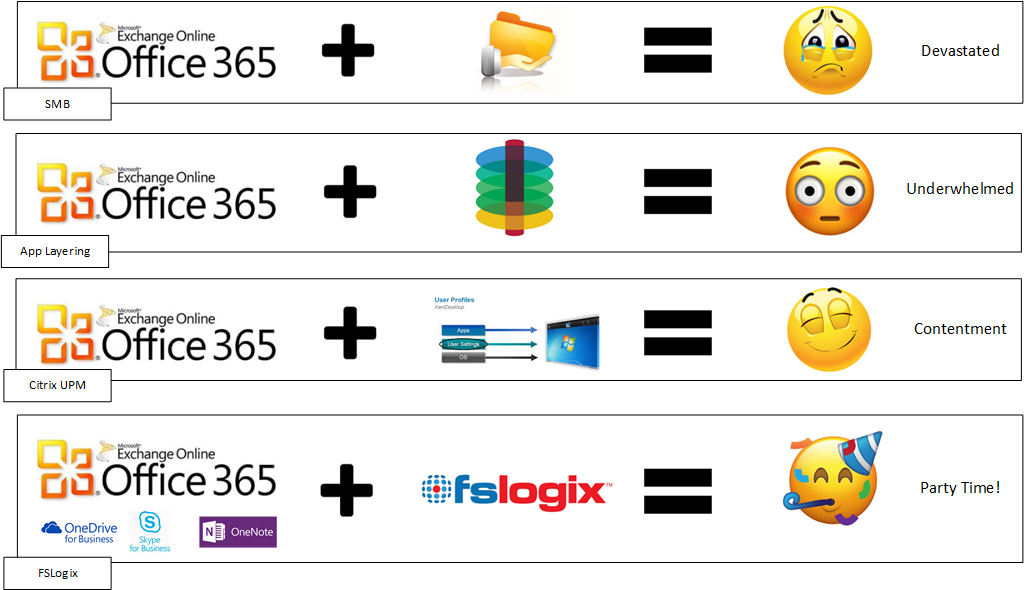 Microsoft®
Exchange Online
Office 365
Devastated
SMB
Microsoft®
Exchange Online
Office 365
Underwhelmed
App Layering
Microsoft®
Exchange Online
Office 365
User Profiles
XenDesktop
Apps
User Settings
OS
Contentment
Citrix UPM
Microsoft®
Exchange Online
Office 365
fslogix™
Party Time!
OneDrive
for Business
Skype
for Business
N OneNote
FSLogix